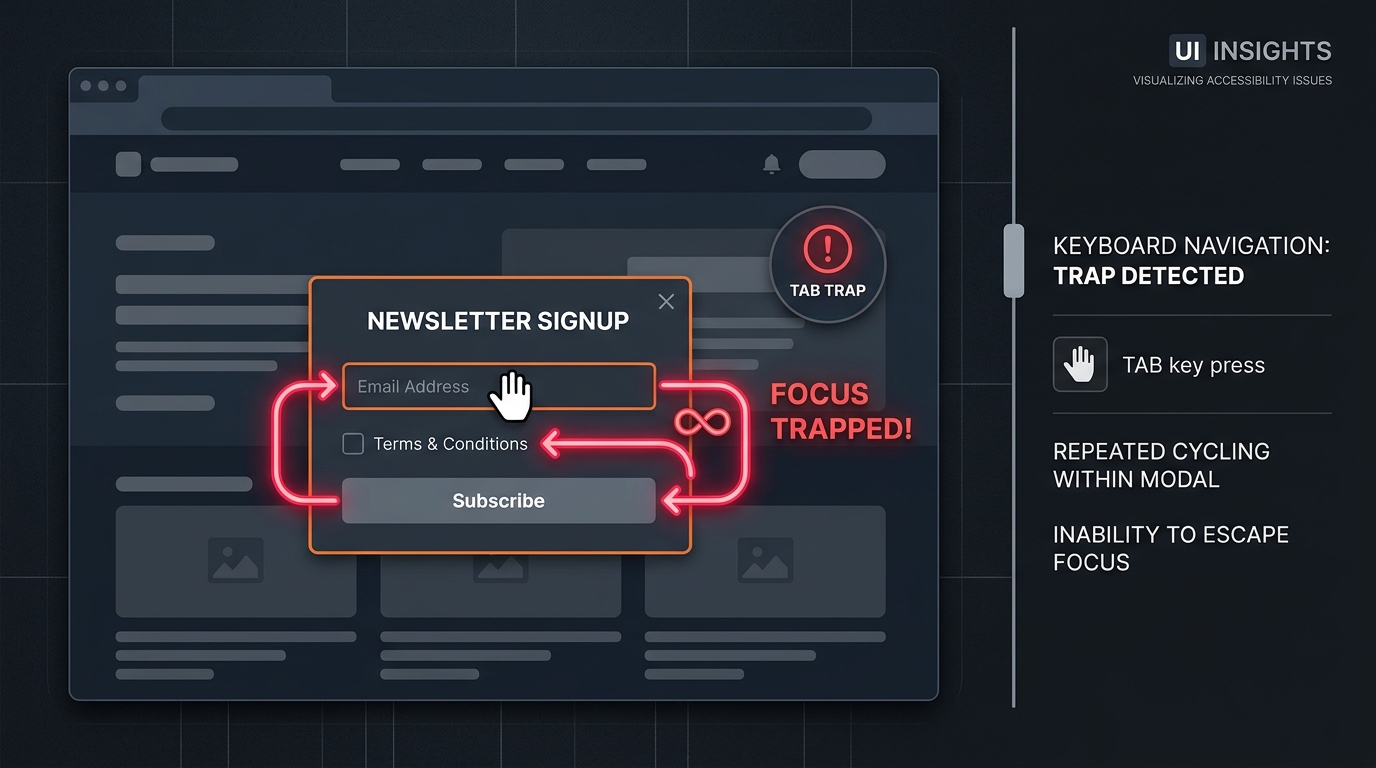 UI INSIGHTS
VISUALIZING ACCESSIBILITY ISSUES
TAB TRAP
NEWSLETTER SIGNUP
Email Address
Terms & Conditions
Subscribe
FOCUS
TRAPPED!
KEYBOARD NAVIGATION:
TRAP DETECTED
TAB key press
REPEATED CYCLING
WITHIN MODAL
INABILITY TO ESCAPE
FOCUS